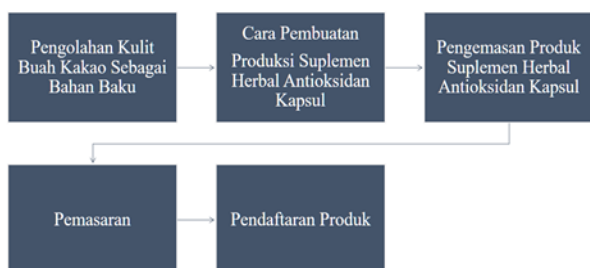 Pengolahan Kulit
Buah Kakao Sebagai
Bahan Baku
Cara Pembuatan
Produksi Suplemen
Herbal Antioksidan
Kapsul
Pengemasan Produk
Suplemen Herbal
Antioksidan Kapsul
Pemasaran
Pendaftaran Produk